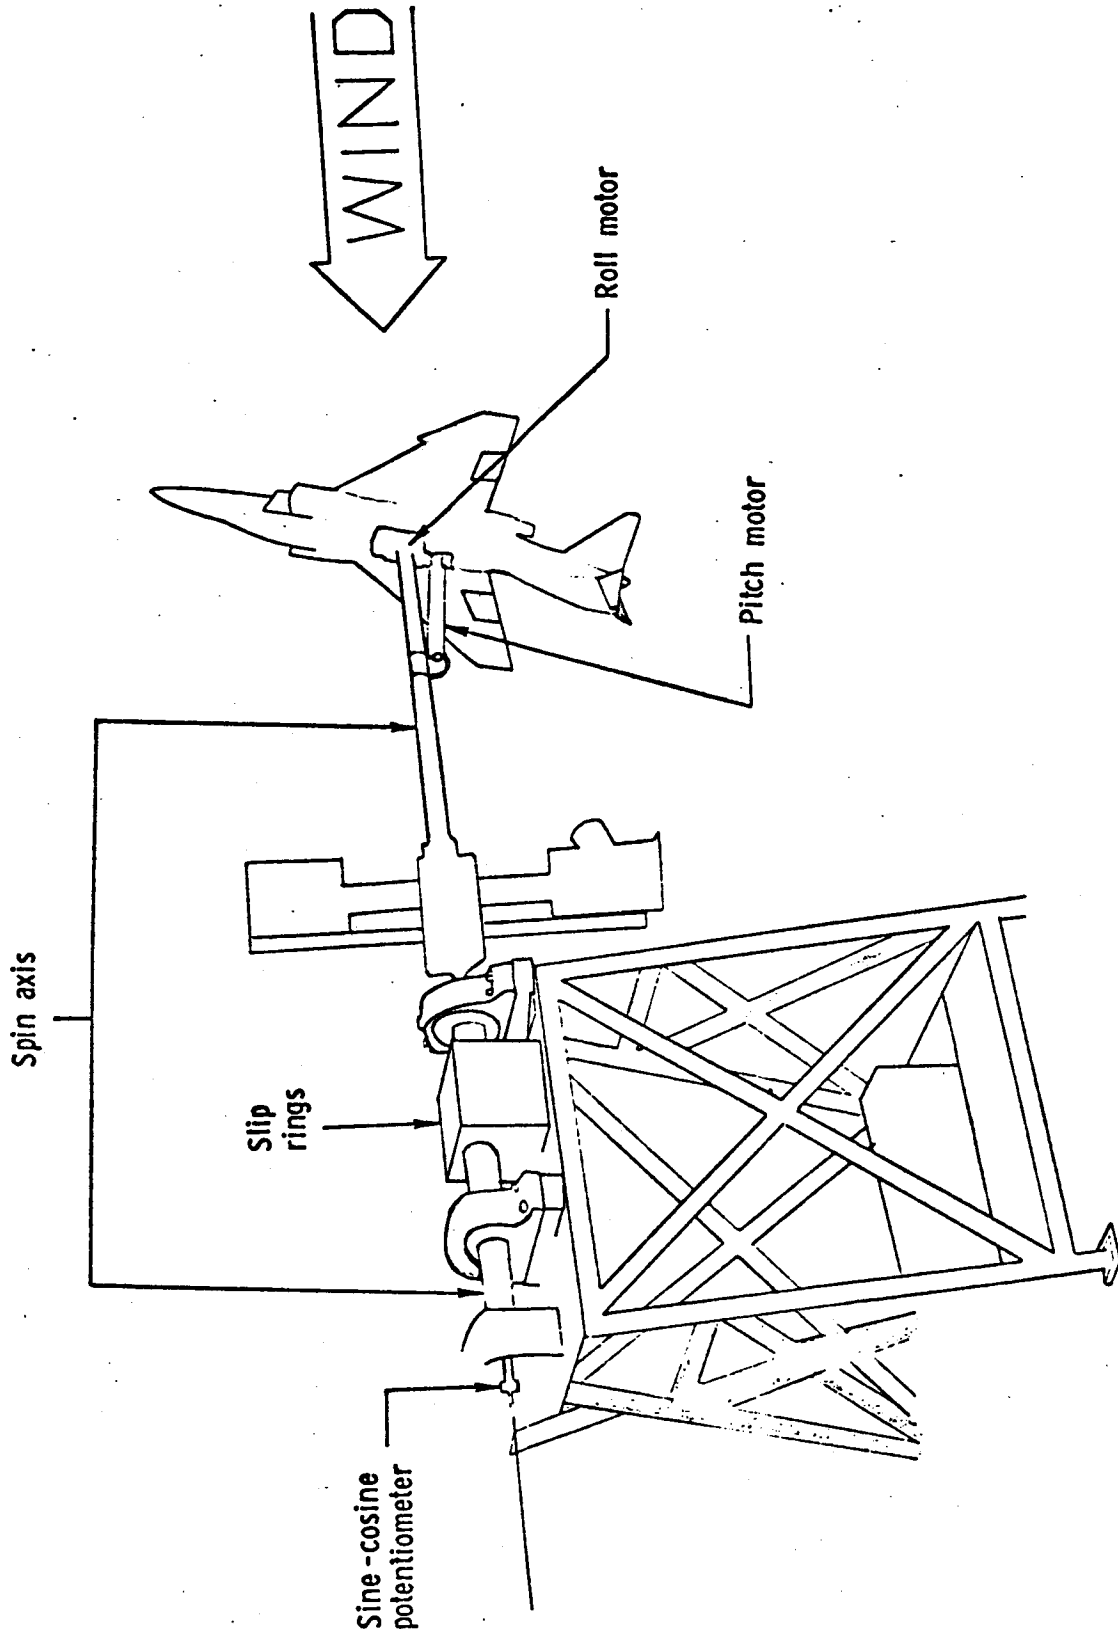 Spin axis
WIND
Slip
rings
Sine-cosine
potentiometer
Roll motor
Pitch motor